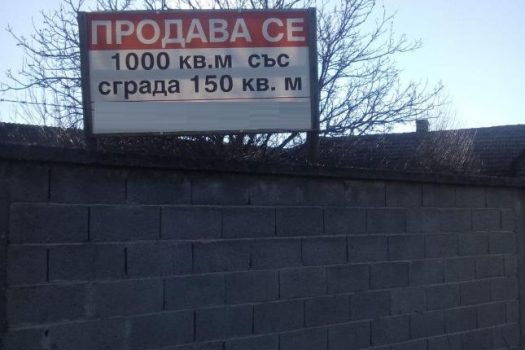 ПРОДАВА СЕ
1000 кв.м със
сграда 150 кв. м